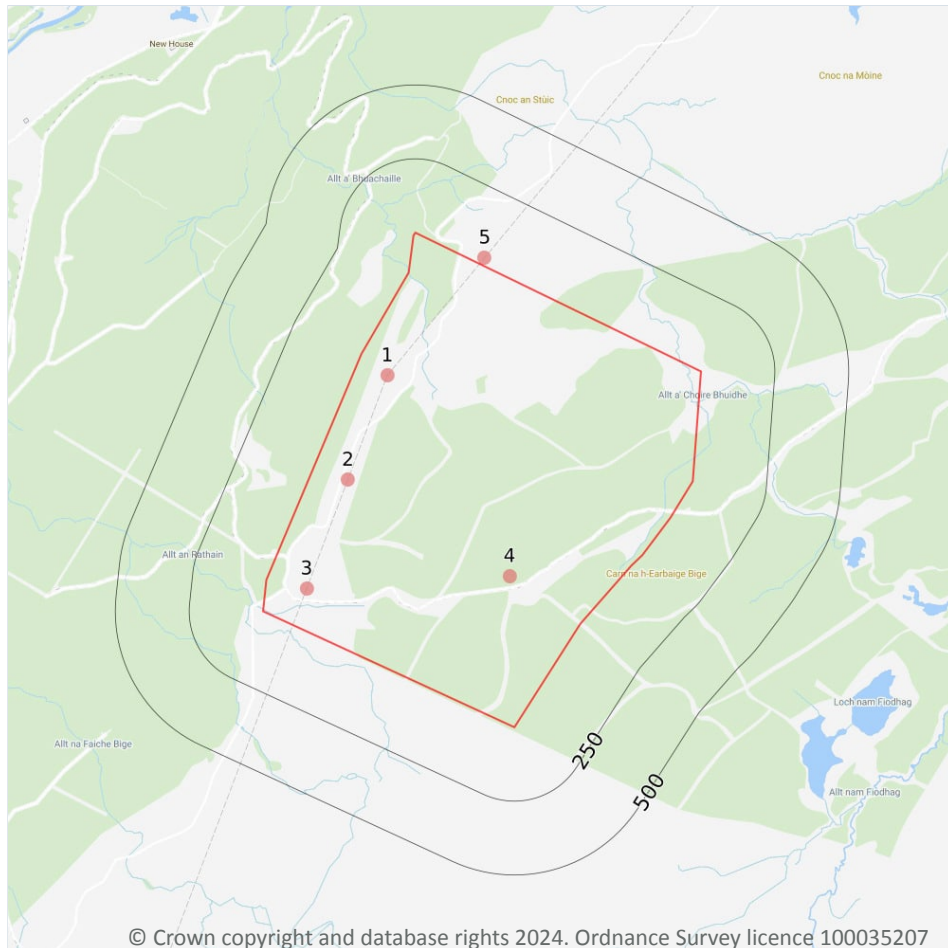 New House
Cnoc na Mòine
Cnoc an Stùic
Allt a' Bhuachaille
5
1
Allt a' Choire Bhuidhe
2
Allt an Rathain
4
Carn na h-Earbaige Bige
3
Loch nam Fiodhag
Allt na Faiche Bige
250
500
Allt nam Fiodhag
© Crown copyright and database rights 2024. Ordnance Survey licence 100035207